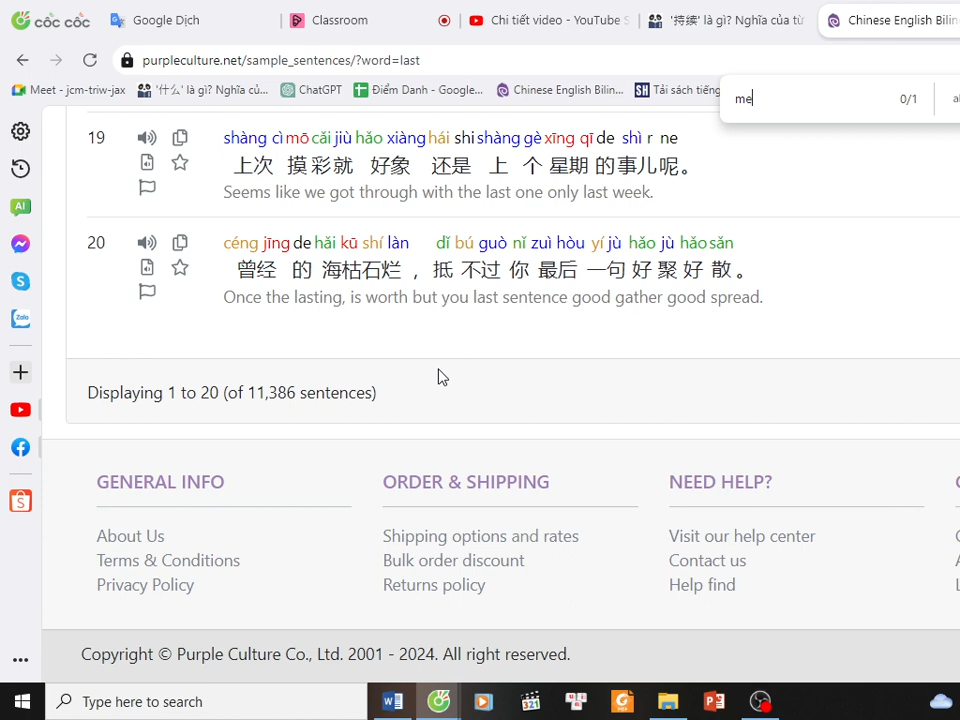 cốc cốc Google Dịch Classroom Chi tiết video - YouTube S '持续' là gì? Nghĩa của từ Chinese English Bilin
purpleculture.net/sample_sentences/?word=last
Meet - jcm-triw-jax '什么' là gì? Nghĩa củ... ChatGPT Điểm Danh - Google... Chinese English Bilin... SH Tải sách tiếng
me 0/1
19 shàng cì mō cǎi jiù hǎo xiàng hái shi shàng gè xīng qī de shì r ne
上次 摸 彩就 好象 还是 上 个 星期 的事儿呢。
Seems like we got through with the last one only last week.
20 céng jīng de hǎi kū shí làn dǐ bú guò nǐ zuì hòu yí jù hǎo jù hǎo sǎn
曾经 的 海枯石烂 , 抵 不过 你 最后 一句 好 聚 好 散 。
Once the lasting, is worth but you last sentence good gather good spread.
Displaying 1 to 20 (of 11,386 sentences)
GENERAL INFO ORDER & SHIPPING NEED HELP?
About Us Shipping options and rates Visit our help center
Terms & Conditions Bulk order discount Contact us
Privacy Policy Returns policy Help find
Copyright © Purple Culture Co., Ltd. 2001 - 2024. All right reserved.
AI
Zalo
Type here to search
321